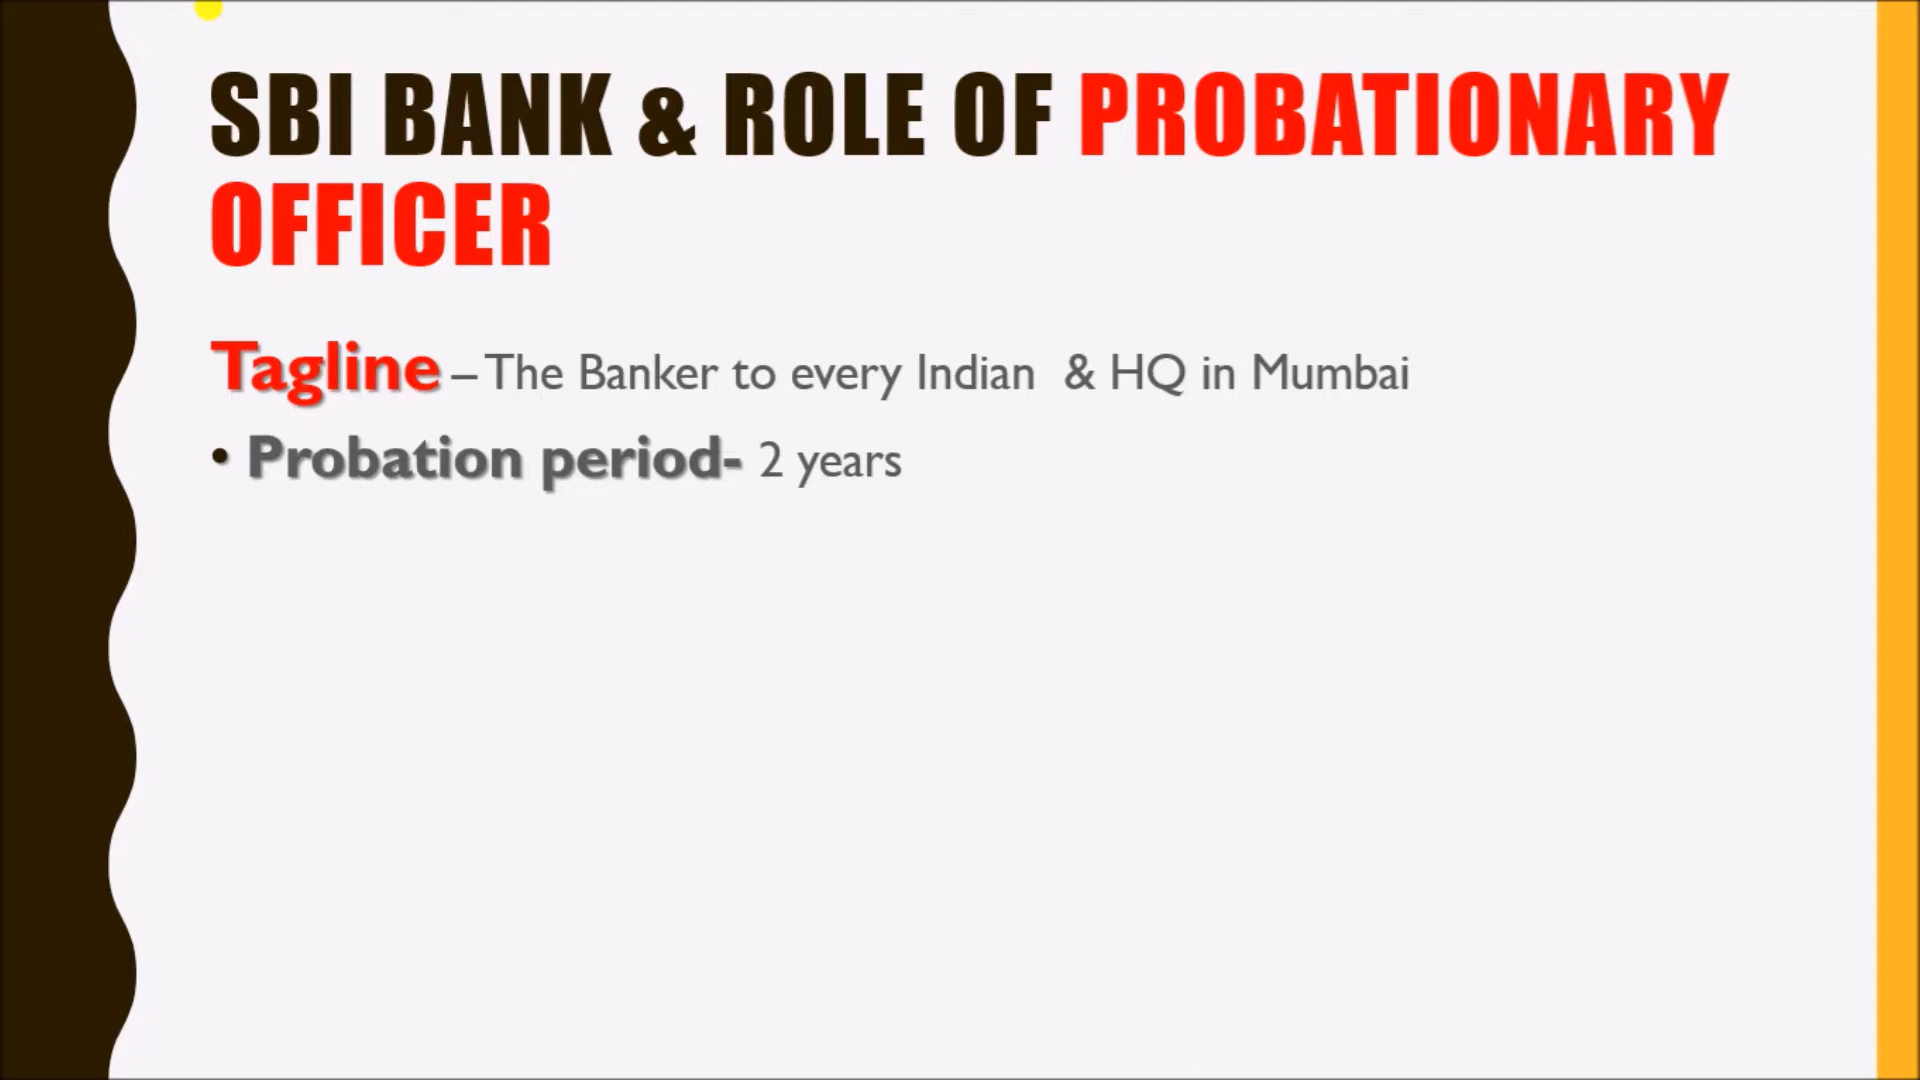 SBI BANK & ROLE OF PROBATIONARY
OFFICER
Tagline – The Banker to every Indian & HQ in Mumbai
• Probation period- 2 years